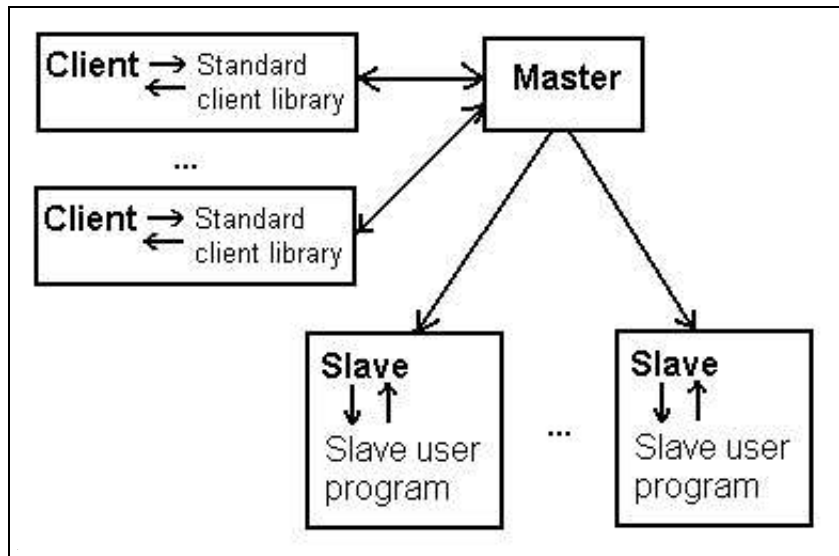 Client Standard
client library
Master
...
Client Standard
client library
Slave
Slave user
program
...
Slave
Slave user
program